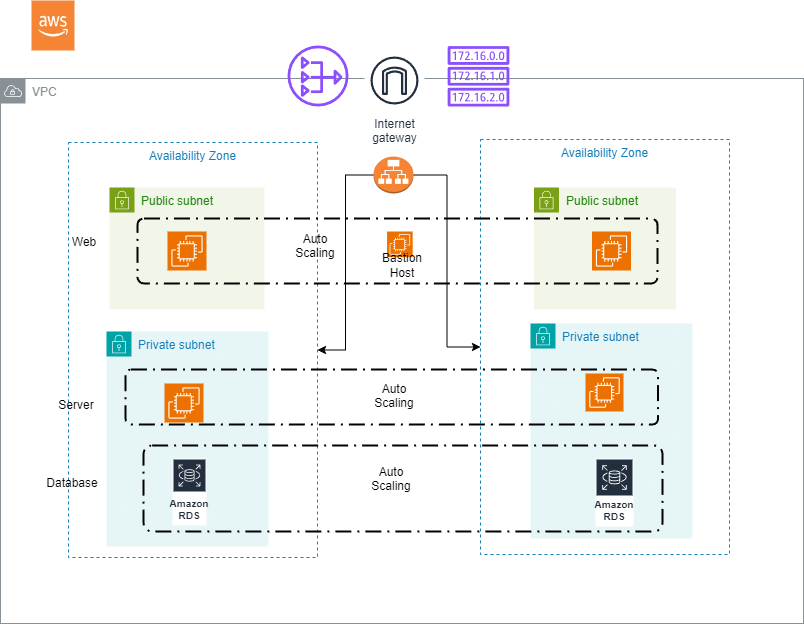 aws
172.16.0.0
172.16.1.0
172.16.2.0
VPC
Internet
gateway
Availability Zone
Availability Zone
Public subnet
Public subnet
Web
Auto
Scaling
Bastion
Host
Private subnet
Private subnet
Server
Auto
Scaling
Database
Auto
Scaling
Amazon
RDS
Amazon
RDS